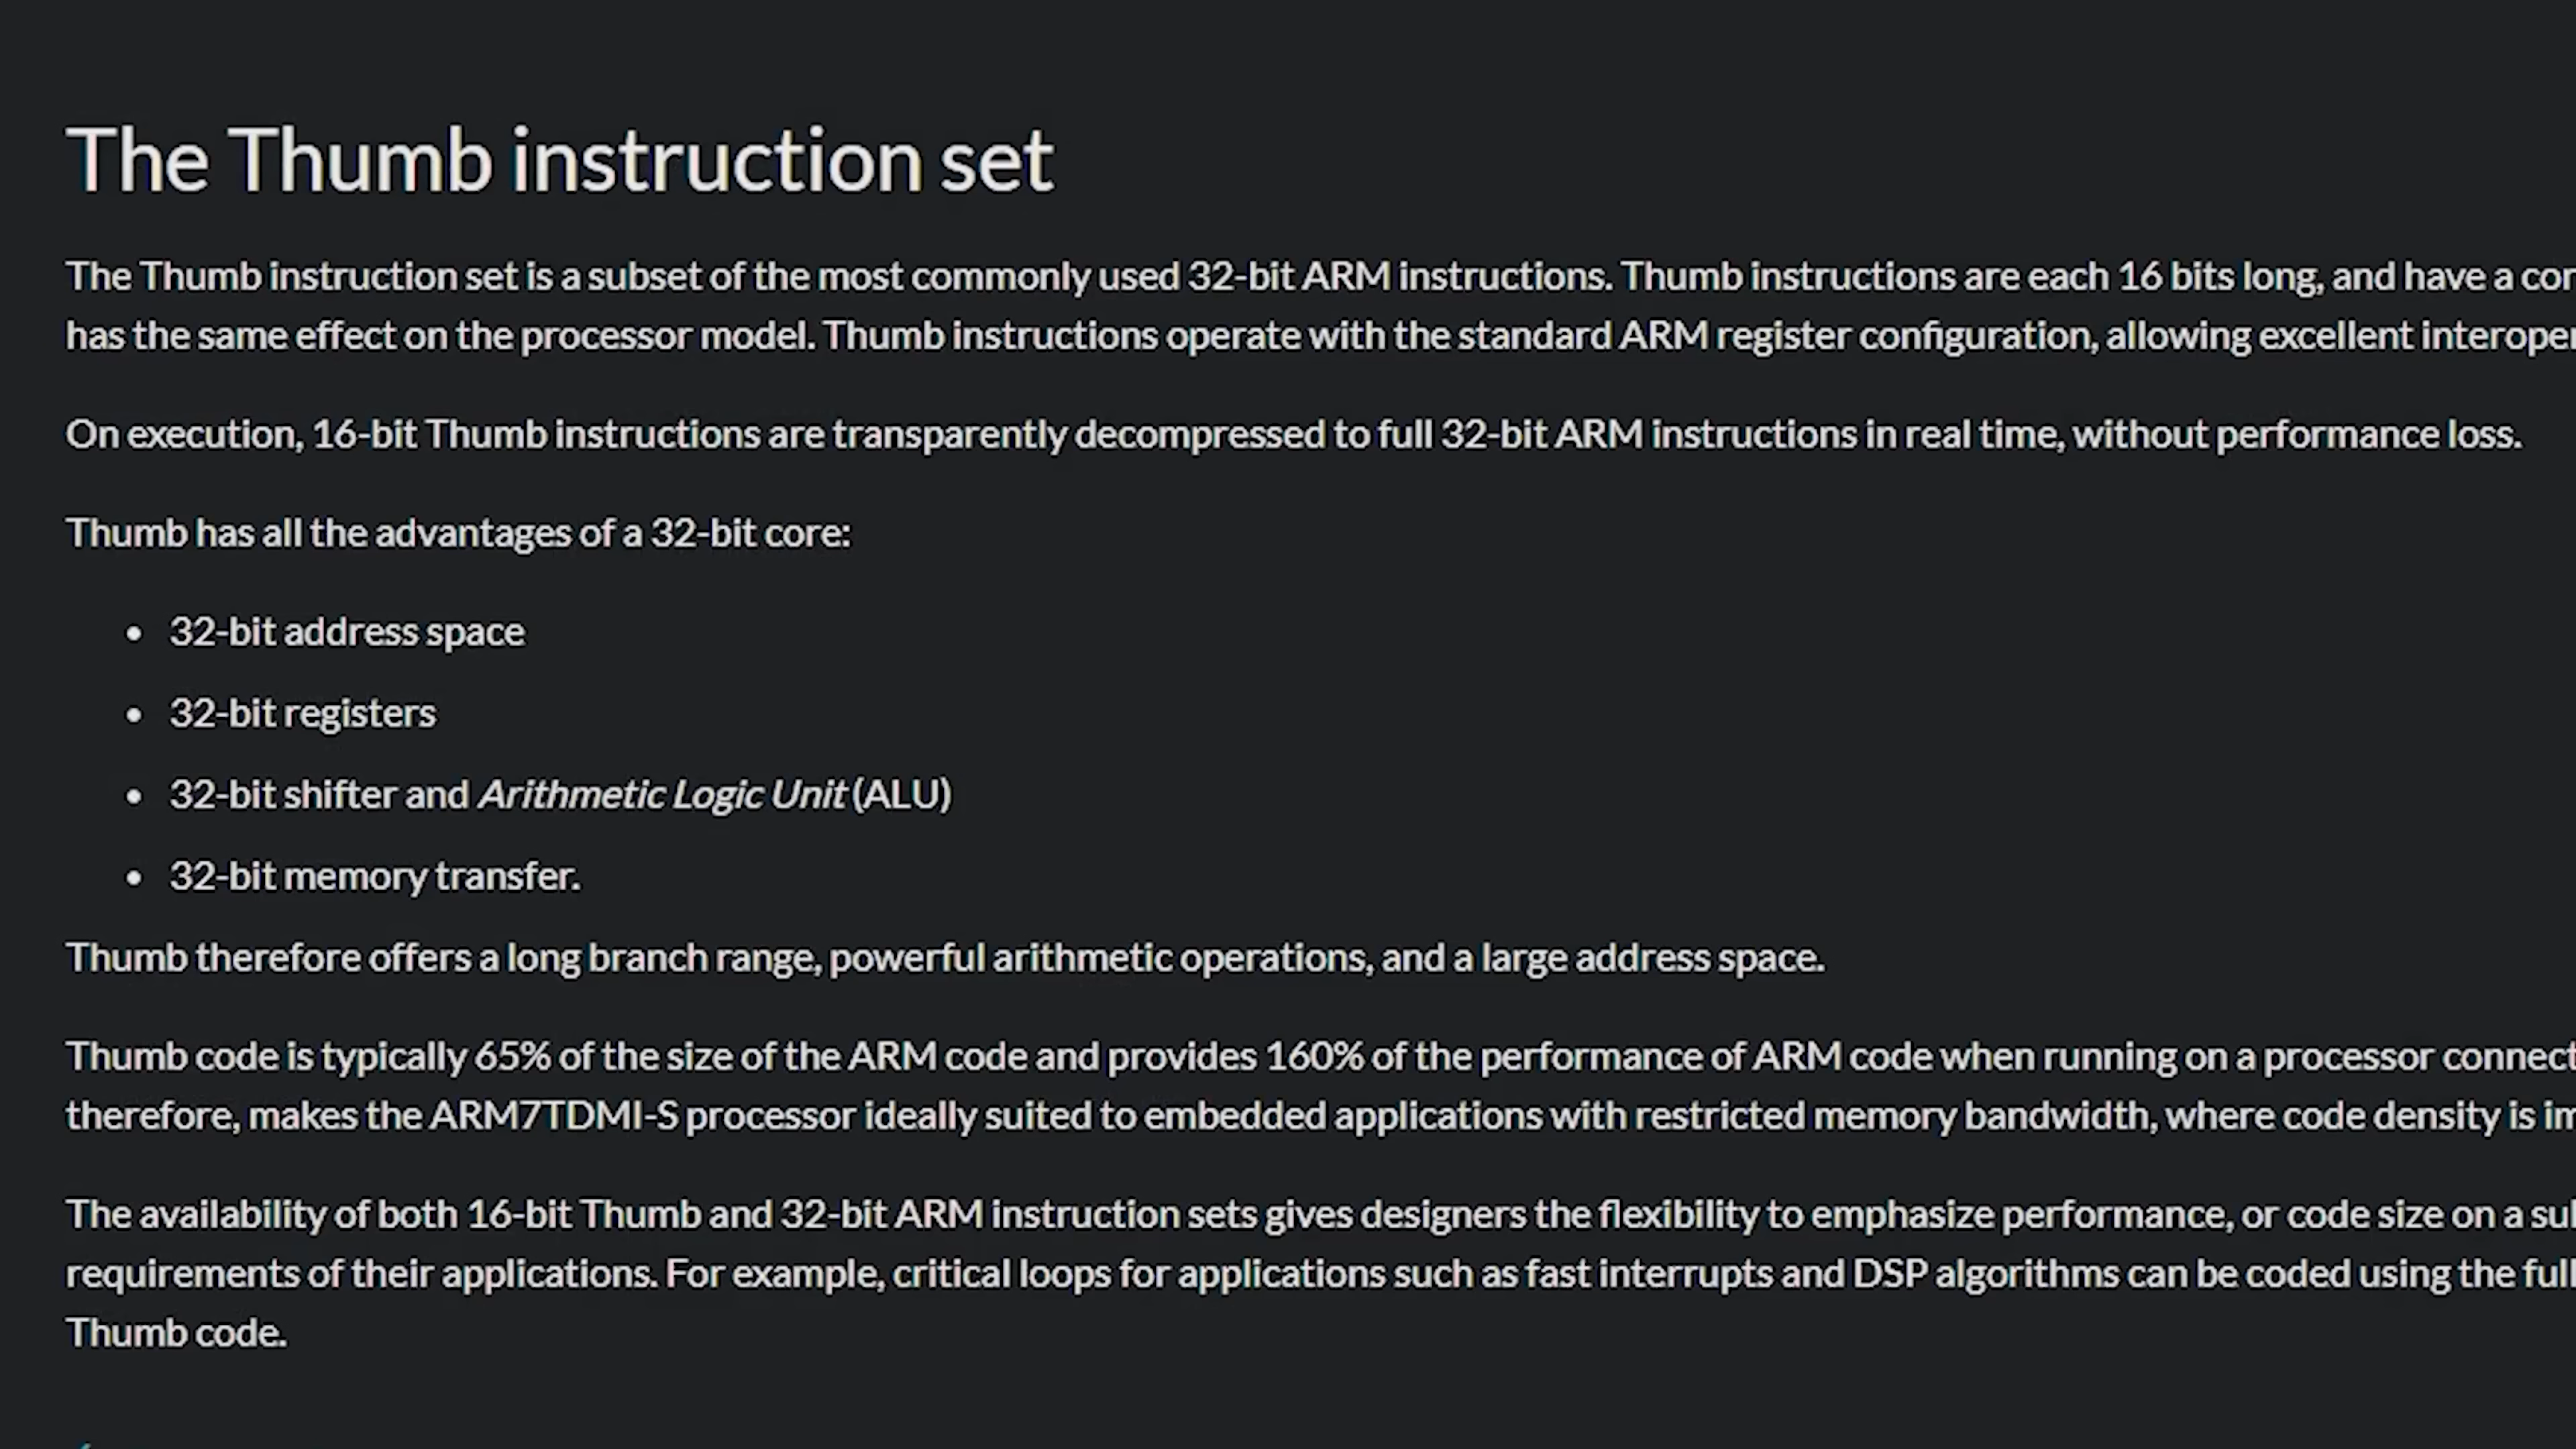 The Thumb instruction set
The Thumb instruction set is a subset of the most commonly used 32-bit ARM instructions. Thumb instructions are each 16 bits long, and have a
has the same effect on the processor model. Thumb instructions operate with the standard ARM register configuration, allowing excellent
On execution, 16-bit Thumb instructions are transparently decompressed to full 32-bit ARM instructions in real time, without performance loss.
Thumb has all the advantages of a 32-bit core:
• 32-bit address space
• 32-bit registers
• 32-bit shifter and Arithmetic Logic Unit (ALU)
• 32-bit memory transfer.
Thumb therefore offers a long branch range, powerful arithmetic operations, and a large address space.
Thumb code is typically 65% of the size of the ARM code and provides 160% of the performance of ARM code when running on a processor
therefore, makes the ARM7TDMI-S processor ideally suited to embedded applications with restricted memory bandwidth, where code density is
The availability of both 16-bit Thumb and 32-bit ARM instruction sets gives designers the flexibility to emphasize performance, or code size on a
requirements of their applications. For example, critical loops for applications such as fast interrupts and DSP algorithms can be coded using the full
Thumb code.